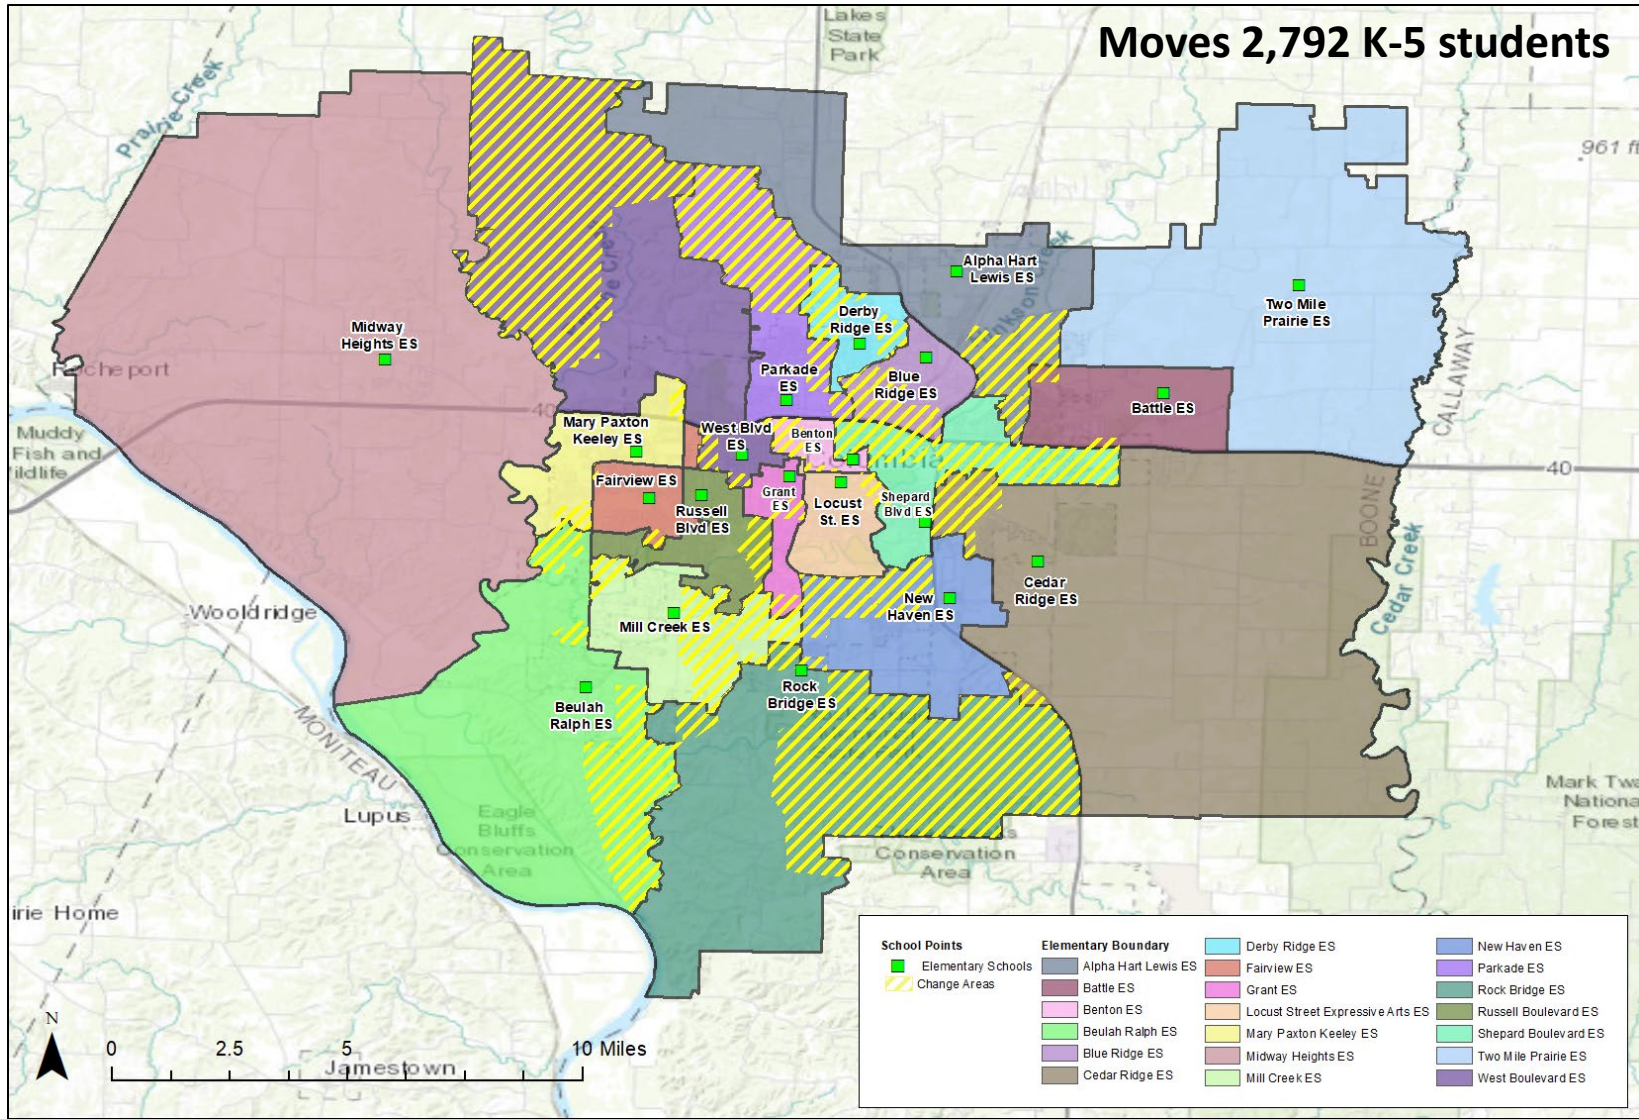 Moves 2,792 K-5 students
Lakes
State
Park
Prairie Creek
961 ft
Alpha Hart
Lewis ES
Two Mile
Prairie ES
Midway
Heights ES
Derby
Ridge ES
CALLAWAY
Parkade
ES
Blue
Ridge ES
Battle ES
40
Mary Paxton
Keeley ES
West Blvd
ES
Benton
ES
Muddy
Fish and
ildlife
40
Fairview ES
Russell
Blvd ES
Grant
ES
Locust
St. ES
Shepard
Blvd ES
BOONE
Cedar Creek
Cedar
Ridge ES
Wooldridge
New
Haven ES
Mill Creek ES
Rock
Bridge ES
Beulah
Ralph ES
MONITEAU
Lupus
Eagle
Bluffs
Conservation
Area
Mark Twa
Nationa
Forest
Conservation
Area
irie Home
School Points
Elementary Schools
Change Areas
Elementary Boundary
Alpha Hart Lewis ES
Battle ES
Benton ES
Beulah Ralph ES
Blue Ridge ES
Cedar Ridge ES
Derby Ridge ES
Fairview ES
Grant ES
Locust Street Expressive Arts ES
Mary Paxton Keeley ES
Midway Heights ES
Mill Creek ES
New Haven ES
Parkade ES
Rock Bridge ES
Russell Boulevard ES
Shepard Boulevard ES
Two Mile Prairie ES
West Boulevard ES
N
0 2.5 5 10 Miles
Jamestown